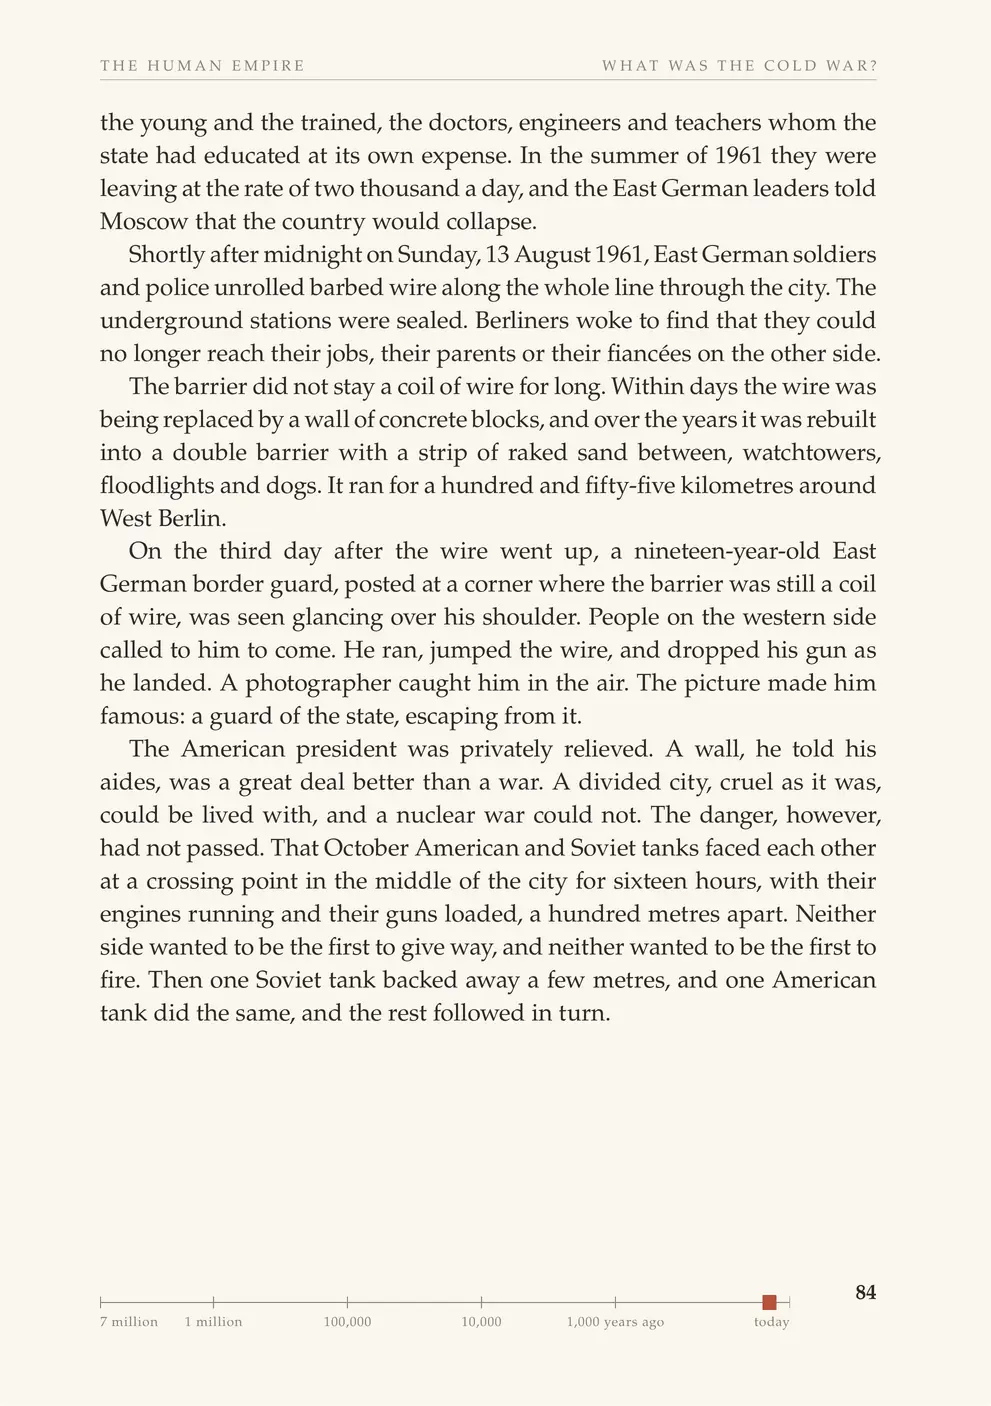 THE HUMAN EMPIRE
WHAT WAS THE COLD WAR?
the young and the trained, the doctors, engineers and teachers whom the
state had educated at its own expense. In the summer of 1961 they were
leaving at the rate of two thousand a day, and the East German leaders told
Moscow that the country would collapse.
Shortly after midnight on Sunday, 13 August 1961, East German soldiers
and police unrolled barbed wire along the whole line through the city. The
underground stations were sealed. Berliners woke to find that they could
no longer reach their jobs, their parents or their fiancées on the other side.
The barrier did not stay a coil of wire for long. Within days the wire was
being replaced by a wall of concrete blocks, and over the years it was rebuilt
into a double barrier with a strip of raked sand between, watchtowers,
floodlights and dogs. It ran for a hundred and fifty-five kilometres around
West Berlin.
On the third day after the wire went up, a nineteen-year-old East
German border guard, posted at a corner where the barrier was still a coil
of wire, was seen glancing over his shoulder. People on the western side
called to him to come. He ran, jumped the wire, and dropped his gun as
he landed. A photographer caught him in the air. The picture made him
famous: a guard of the state, escaping from it.
The American president was privately relieved. A wall, he told his
aides, was a great deal better than a war. A divided city, cruel as it was,
could be lived with, and a nuclear war could not. The danger, however,
had not passed. That October American and Soviet tanks faced each other
at a crossing point in the middle of the city for sixteen hours, with their
engines running and their guns loaded, a hundred metres apart. Neither
side wanted to be the first to give way, and neither wanted to be the first to
fire. Then one Soviet tank backed away a few metres, and one American
tank did the same, and the rest followed in turn.
84
7 million 1 million 100,000 10,000 1,000 years ago today